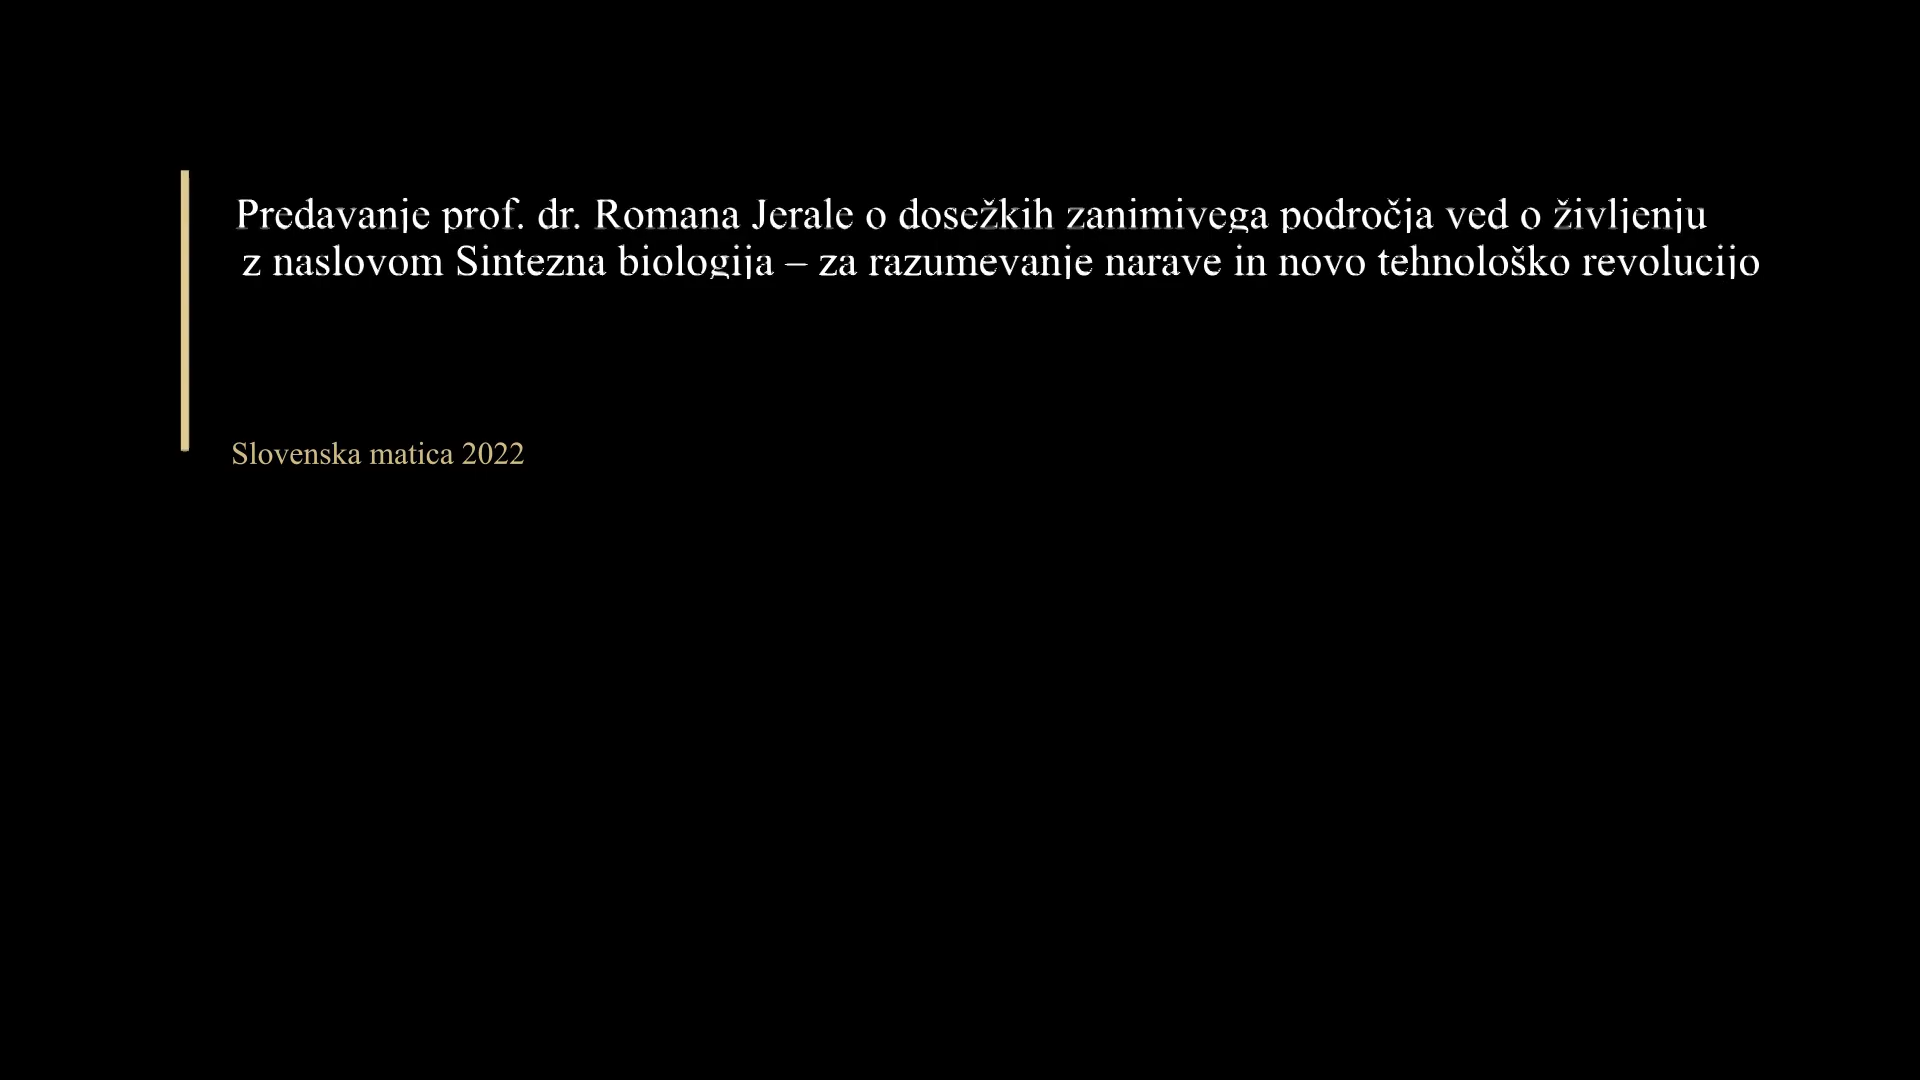 Predavanje prof. dr. Romana Jerale o dosežkih zanimivega področja ved o življenju
z naslovom Sintezna biologija – za razumevanje narave in novo tehnološko revolucijo
Slovenska matica 2022